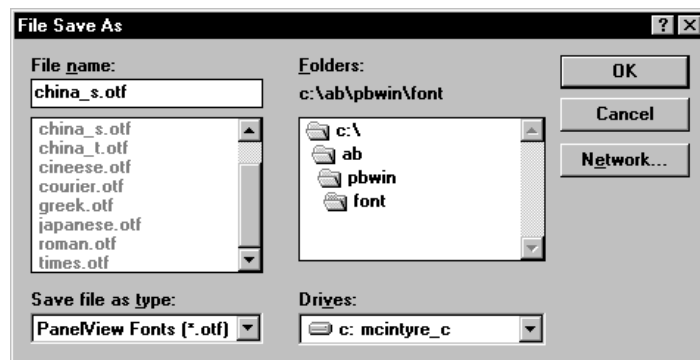 File Save As
File name:
china_s.otf
china_s.otf
china_t.otf
cineese.otf
courier.otf
greek.otf
japanese.otf
roman.otf
times.otf
Save file as type:
PanelView Fonts (*.otf)
Folders:
c:\ab\pbwin\font
c:\
ab
pbwin
font
Drives:
c: mcintyre_c
OK
Cancel
Network...